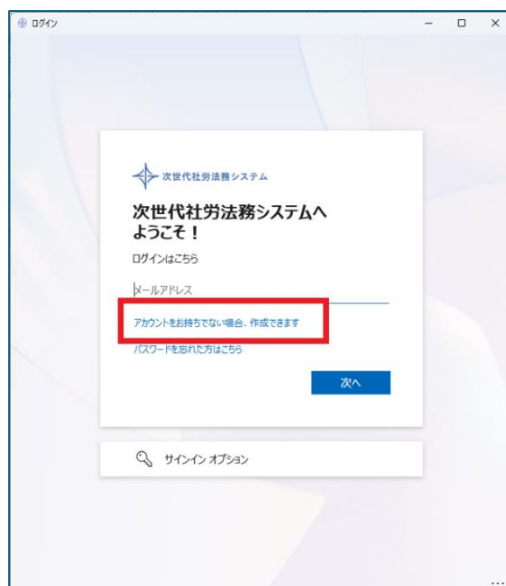 ログイン
次世代社労法務システム
次世代社労法務システムへ
ようこそ！
ログインはこちら
メールアドレス
アカウントをお持ちでない場合、作成できます
パスワードを忘れた方はこちら
次へ
サインイン オプション